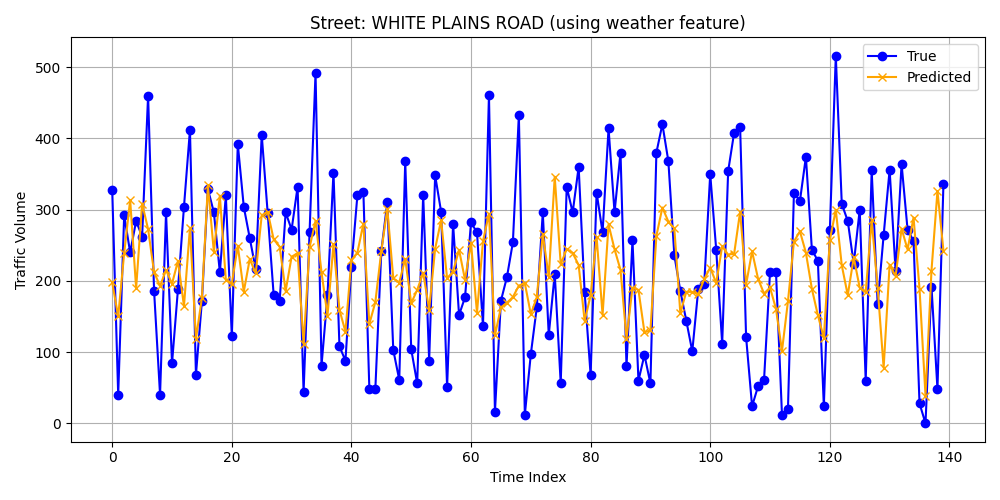 Street: WHITE PLAINS ROAD (using weather feature)
True
Predicted
Traffic Volume
500
400
300
200
100
0
0 20 40 60 80 100 120 140
Time Index